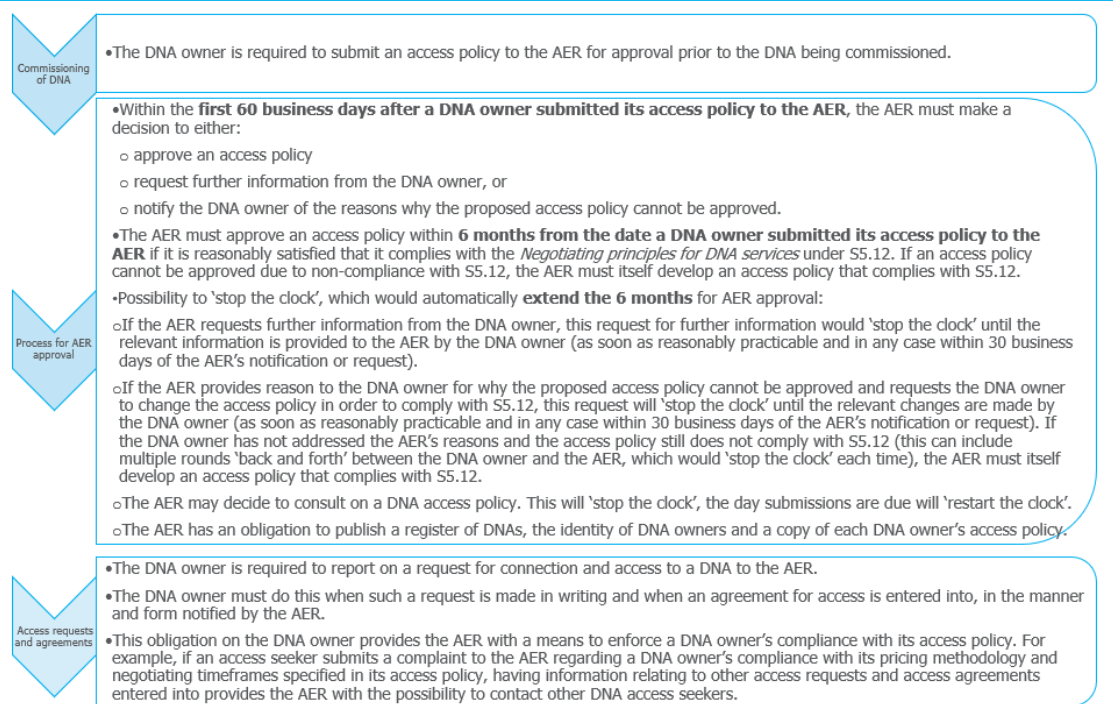 Commissioning
of DNA
•The DNA owner is required to submit an access policy to the AER for approval prior to the DNA being commissioned.
•Within the first 60 business days after a DNA owner submitted its access policy to the AER, the AER must make a
decision to either:
o approve an access policy
o request further information from the DNA owner, or
o notify the DNA owner of the reasons why the proposed access policy cannot be approved.
•The AER must approve an access policy within 6 months from the date a DNA owner submitted its access policy to the
AER if it is reasonably satisfied that it complies with the Negotiating principles for DNA services under S5.12. If an access policy
cannot be approved due to non-compliance with S5.12, the AER must itself develop an access policy that complies with S5.12.
•Possibility to ‘stop the clock’, which would automatically extend the 6 months for AER approval:
Process for AER
approval
oIf the AER requests further information from the DNA owner, this request for further information would ‘stop the clock’ until the
relevant information is provided to the AER by the DNA owner (as soon as reasonably practicable and in any case within 30 business
days of the AER’s notification or request).
oIf the AER provides reason to the DNA owner for why the proposed access policy cannot be approved and requests the DNA owner
to change the access policy in order to comply with S5.12, this request will ‘stop the clock’ until the relevant changes are made by
the DNA owner (as soon as reasonably practicable and in any case within 30 business days of the AER’s notification or request). If
the DNA owner has not addressed the AER’s reasons and the access policy still does not comply with S5.12 (this can include
multiple rounds ‘back and forth’ between the DNA owner and the AER, which would ‘stop the clock’ each time), the AER must itself
develop an access policy that complies with S5.12.
oThe AER may decide to consult on a DNA access policy. This will ‘stop the clock’, the day submissions are due will ‘restart the clock’.
oThe AER has an obligation to publish a register of DNAs, the identity of DNA owners and a copy of each DNA owner’s access policy.
Access requests
and agreements
•The DNA owner is required to report on a request for connection and access to a DNA to the AER.
•The DNA owner must do this when such a request is made in writing and when an agreement for access is entered into, in the manner
and form notified by the AER.
•This obligation on the DNA owner provides the AER with a means to enforce a DNA owner’s compliance with its access policy. For
example, if an access seeker submits a complaint to the AER regarding a DNA owner’s compliance with its pricing methodology and
negotiating timeframes specified in its access policy, having information relating to other access requests and access agreements
entered into provides the AER with the possibility to contact other DNA access seekers.